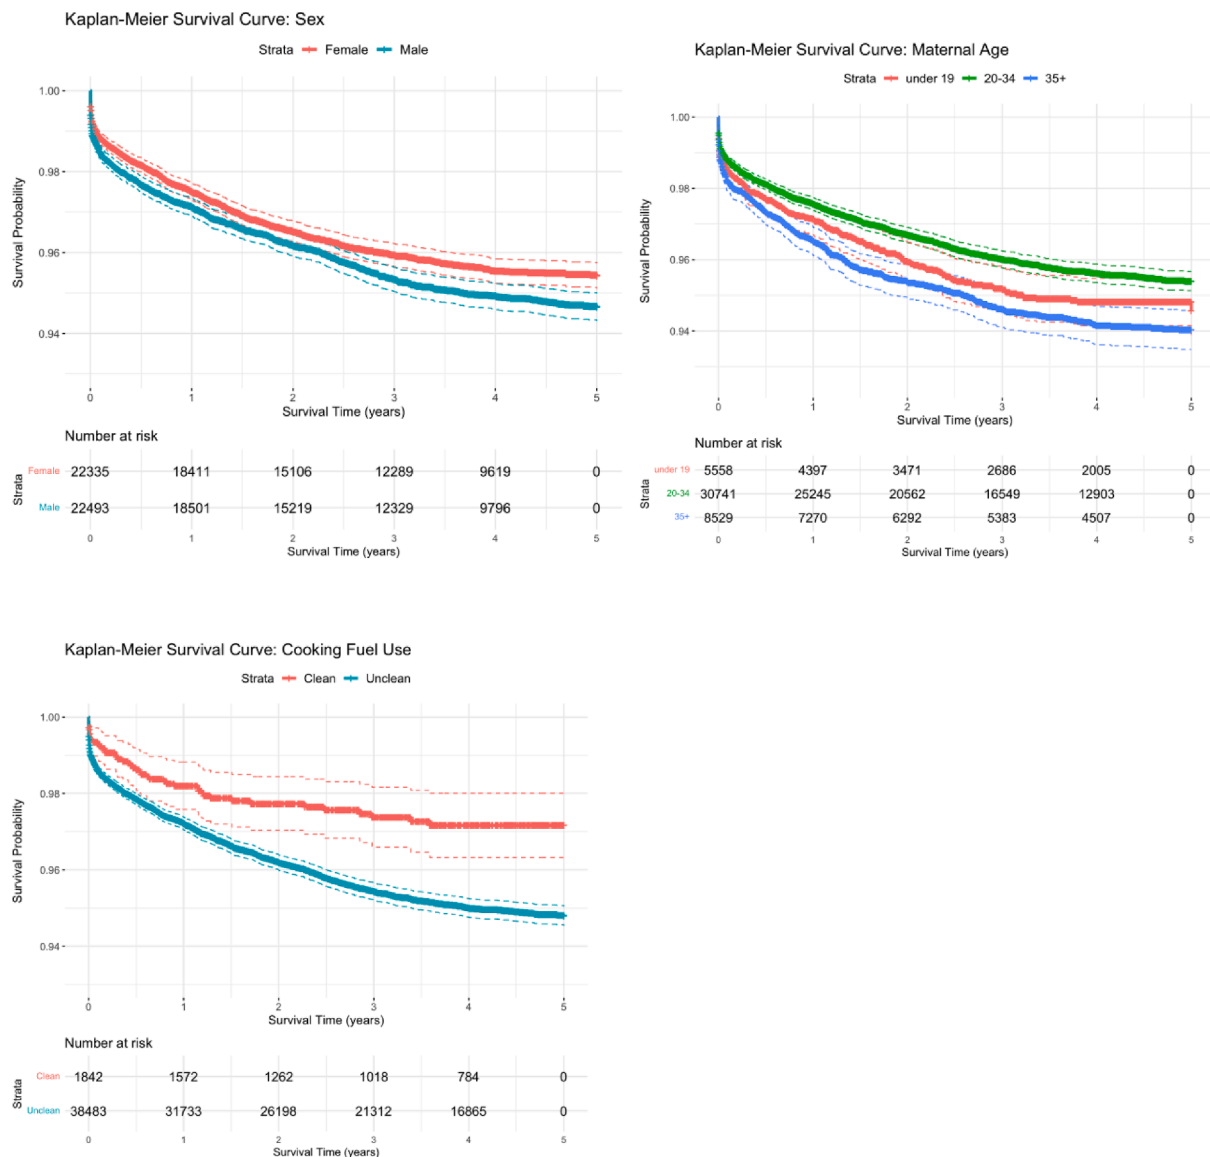 Kaplan-Meier Survival Curve: Sex
Strata Female Male
1.00
0.98
0.96
0.94
Survival Probability
0 1 2 3 4 5
Survival Time (years)
Number at risk
Strata
Female 22335 18411 15106 12289 9619 0
Male 22493 18501 15219 12329 9796 0
0 1 2 3 4 5
Survival Time (years)
Kaplan-Meier Survival Curve: Maternal Age
Strata under 19 20-34 35+
1.00
0.98
0.96
0.94
Survival Probability
0 1 2 3 4 5
Survival Time (years)
Number at risk
Strata
under 19 5558 4397 3471 2686 2005 0
20-34 30741 25245 20562 16549 12903 0
35+ 8529 7270 6292 5383 4507 0
0 1 2 3 4 5
Survival Time (years)
Kaplan-Meier Survival Curve: Cooking Fuel Use
Strata Clean Unclean
1.00
0.98
0.96
0.94
Survival Probability
0 1 2 3 4 5
Survival Time (years)
Number at risk
Strata
Clean 1842 1572 1262 1018 784 0
Unclean 38483 31733 26198 21312 16865 0
0 1 2 3 4 5
Survival Time (years)